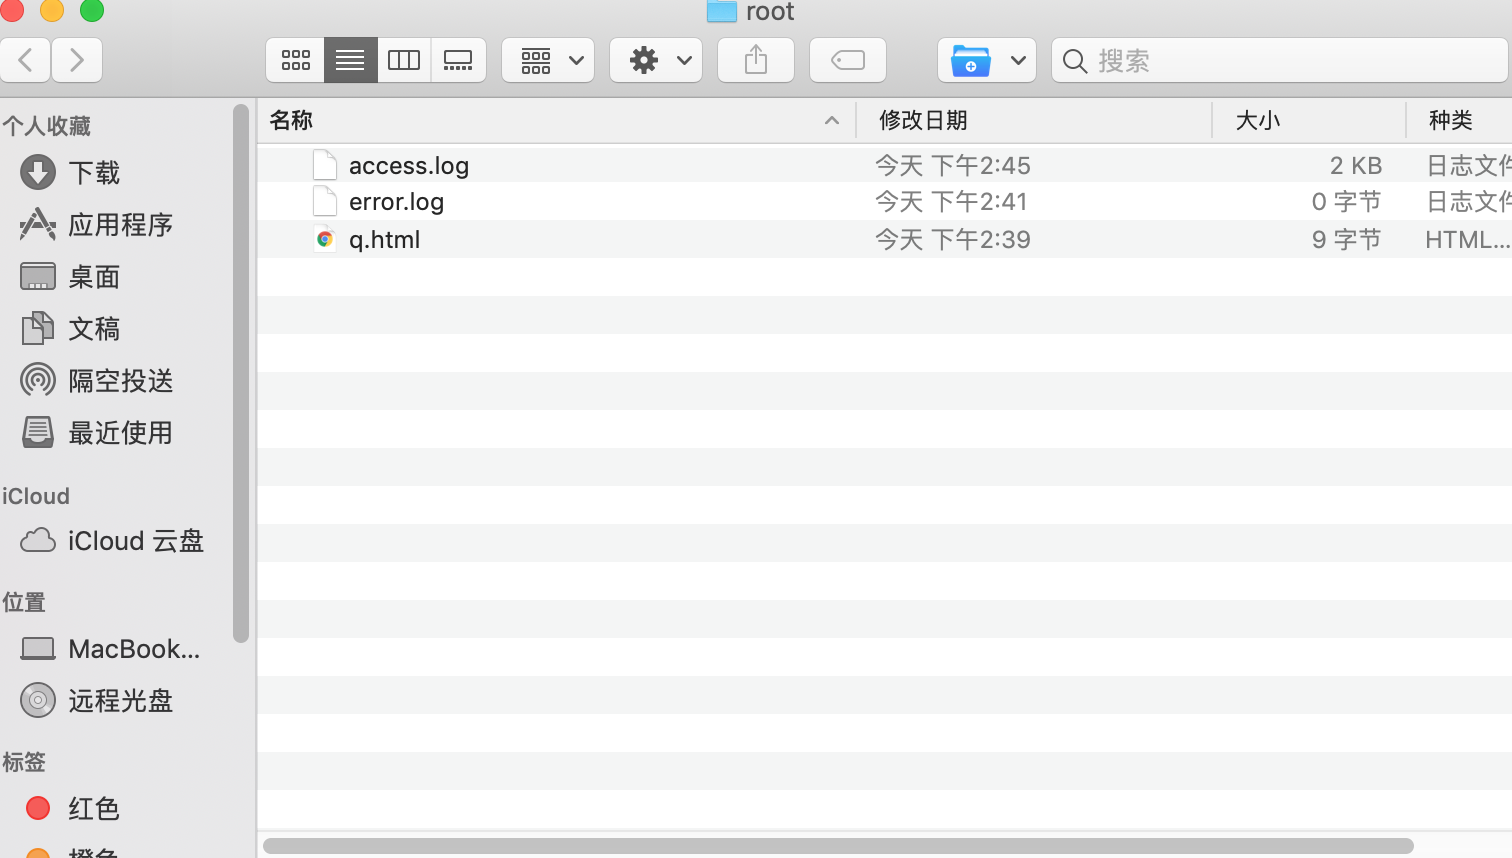 root
搜索
个人收藏
下载
应用程序
桌面
文稿
隔空投送
最近使用
iCloud
iCloud 云盘
位置
MacBook...
远程光盘
标签
红色
橙色
名称 修改日期 大小 种类
access.log 今天 下午2:45 2 KB 日志文件
error.log 今天 下午2:41 0 字节 日志文件
q.html 今天 下午2:39 9 字节 HTML...